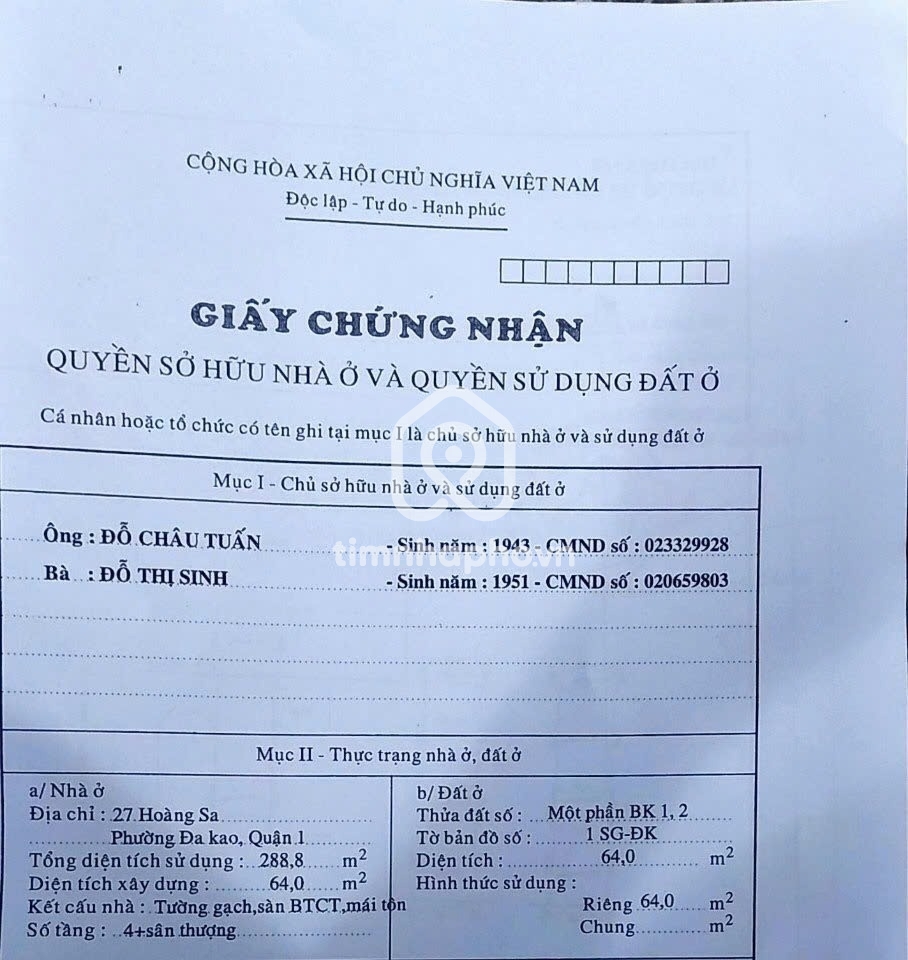 CỘNG HÒA XÃ HỘI CHỦ NGHĨA VIỆT NAM
Độc lập - Tự do - Hạnh phúc
GIẤY CHỨNG NHẬN
QUYỀN SỞ HỮU NHÀ Ở VÀ QUYỀN SỬ DỤNG ĐẤT Ở
Cá nhân hoặc tổ chức có tên ghi tại mục I là chủ sở hữu nhà ở và sử dụng đất ở
Mục I - Chủ sở hữu nhà ở và sử dụng đất ở
Ông : ĐỖ CHÂU TUẤN - Sinh năm : 1943 - CMND số : 023329928
timnhapho.vn
Bà : ĐỖ THỊ SINH - Sinh năm : 1951 - CMND số : 020659803
Mục II - Thực trạng nhà ở, đất ở
a/ Nhà ở
Địa chỉ : 27 Hoàng Sa
Phường Đa kao, Quận 1
Tổng diện tích sử dụng : 288,8 m2
Diện tích xây dựng : 64,0 m2
Kết cấu nhà : Tường gạch,sàn BTCT,mái tôn
Số tầng : 4+sân thượng
b/ Đất ở
Thửa đất số : Một phần BK 1, 2
Tờ bản đồ số : 1 SG-ĐK
Diện tích : 64,0 m2
Hình thức sử dụng :
Riêng 64,0 m2
Chung m2